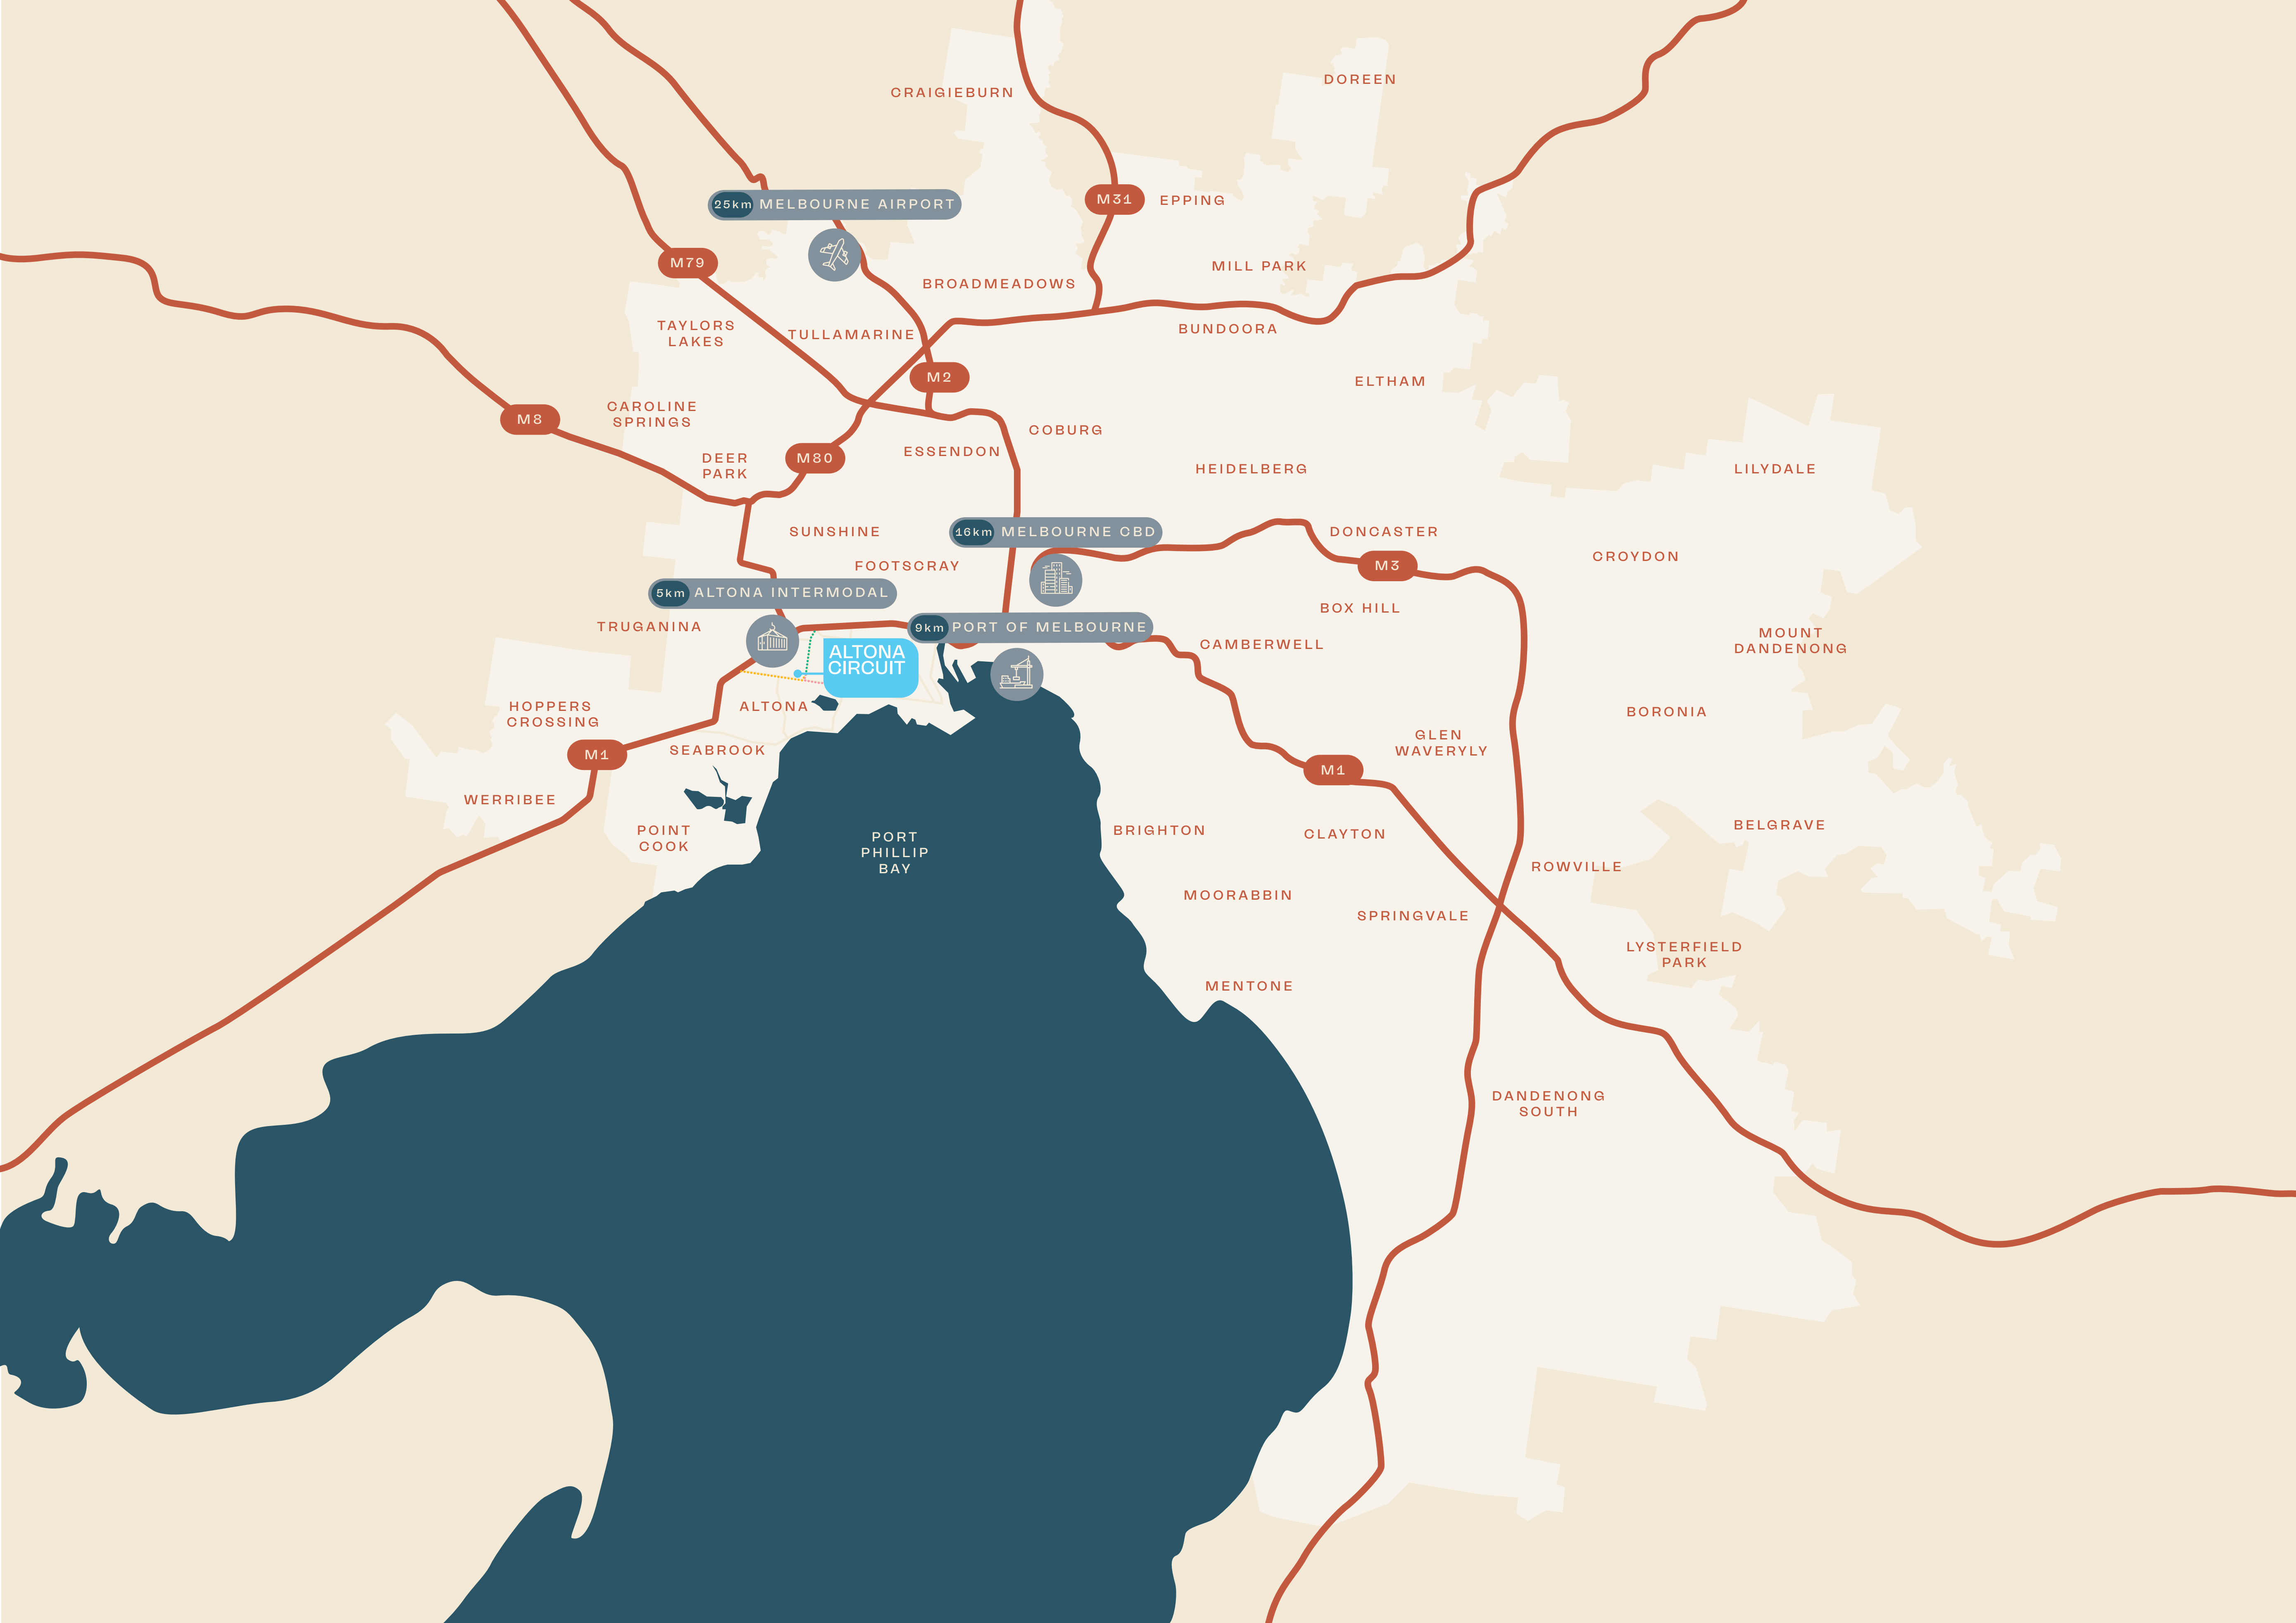 DOREEN
CRAIGIEBURN
25km MELBOURNE AIRPORT
M31
EPPING
M79
MILL PARK
BROADMEADOWS
TAYLORS
LAKES
TULLAMARINE
BUNDOORA
M2
ELTHAM
CAROLINE
SPRINGS
M8
COBURG
ESSENDON
M80
DEER
PARK
HEIDELBERG
LILYDALE
SUNSHINE
16km MELBOURNE CBD
DONCASTER
CROYDON
FOOTSCRAY
M3
5km ALTONA INTERMODAL
BOX HILL
TRUGANINA
9km PORT OF MELBOURNE
MOUNT
DANDENONG
CAMBERWELL
ALTONA
CIRCUIT
HOPPERS
CROSSING
ALTONA
BORONIA
GLEN
WAVERYLY
SEABROOK
M1
M1
WERRIBEE
POINT
COOK
PORT
PHILLIP
BAY
BRIGHTON
CLAYTON
BELGRAVE
ROWVILLE
MOORABBIN
SPRINGVALE
LYSTERFIELD
PARK
MENTONE
DANDENONG
SOUTH